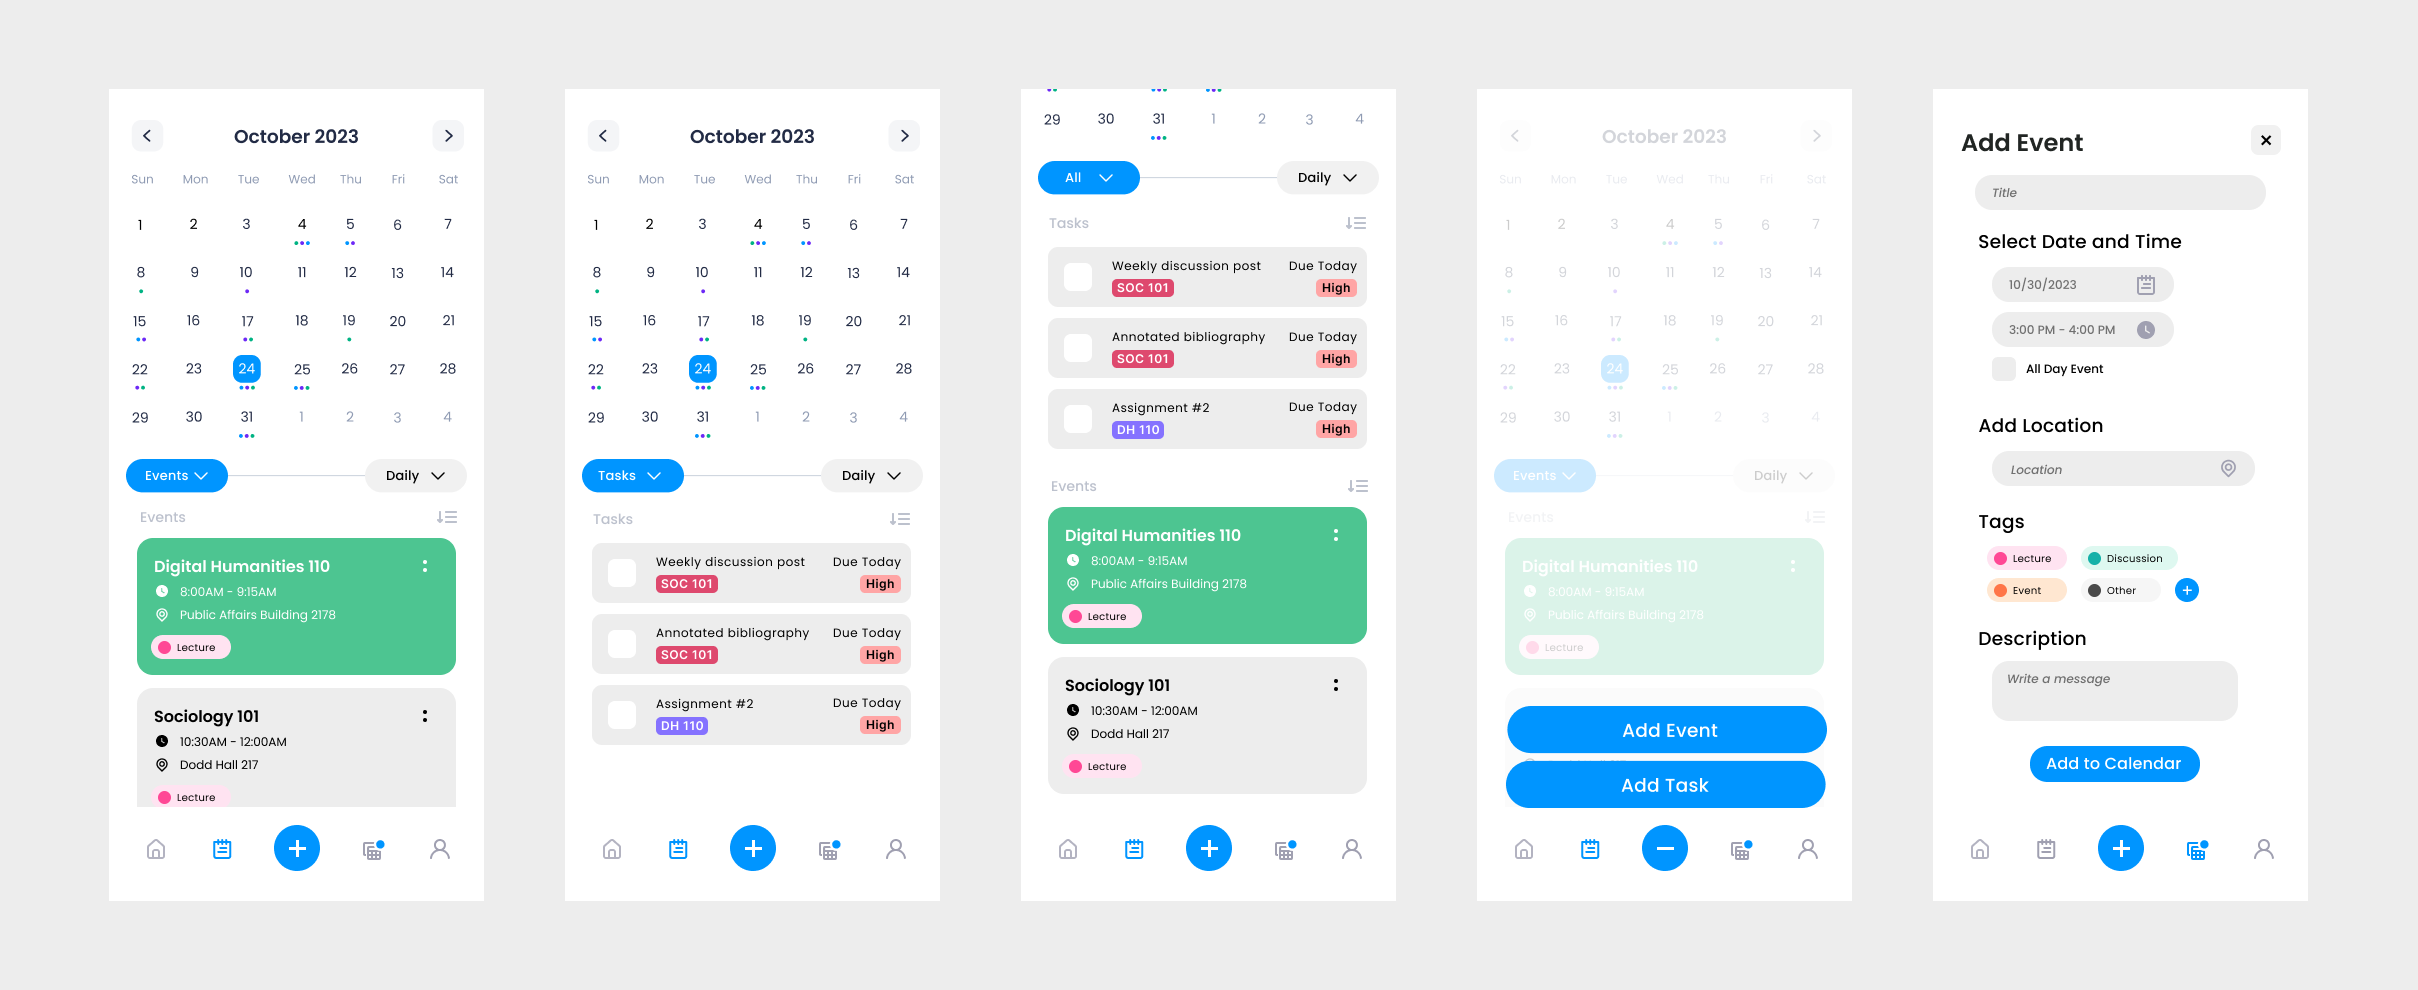 October 2023
Sun Mon Tue Wed Thu Fri Sat
1 2 3 4 5 6 7
8 9 10 11 12 13 14
15 16 17 18 19 20 21
22 23 24 25 26 27 28
29 30 31 1 2 3 4
Events Daily
Events
Digital Humanities 110
8:00AM - 9:15AM
Public Affairs Building 2178
Lecture
Sociology 101
10:30AM - 12:00AM
Dodd Hall 217
Lecture
October 2023
Sun Mon Tue Wed Thu Fri Sat
1 2 3 4 5 6 7
8 9 10 11 12 13 14
15 16 17 18 19 20 21
22 23 24 25 26 27 28
29 30 31 1 2 3 4
Tasks Daily
Tasks
Weekly discussion post Due Today
SOC 101 High
Annotated bibliography Due Today
SOC 101 High
Assignment #2 Due Today
DH 110 High
29 30 31 1 2 3 4
All Daily
Tasks
Weekly discussion post Due Today
SOC 101 High
Annotated bibliography Due Today
SOC 101 High
Assignment #2 Due Today
DH 110 High
Events
Digital Humanities 110
8:00AM - 9:15AM
Public Affairs Building 2178
Lecture
Sociology 101
10:30AM - 12:00AM
Dodd Hall 217
Lecture
October 2023
Sun Mon Tue Wed Thu Fri Sat
1 2 3 4 5 6 7
8 9 10 11 12 13 14
15 16 17 18 19 20 21
22 23 24 25 26 27 28
29 30 31 1 2 3 4
Events Daily
Events
Digital Humanities 110
8:00AM - 9:15AM
Public Affairs Building 2178
Lecture
Add Event
Add Task
Add Event
Title
Select Date and Time
10/30/2023
3:00 PM - 4:00 PM
All Day Event
Add Location
Location
Tags
Lecture Discussion
Event Other
Description
Write a message
Add to Calendar